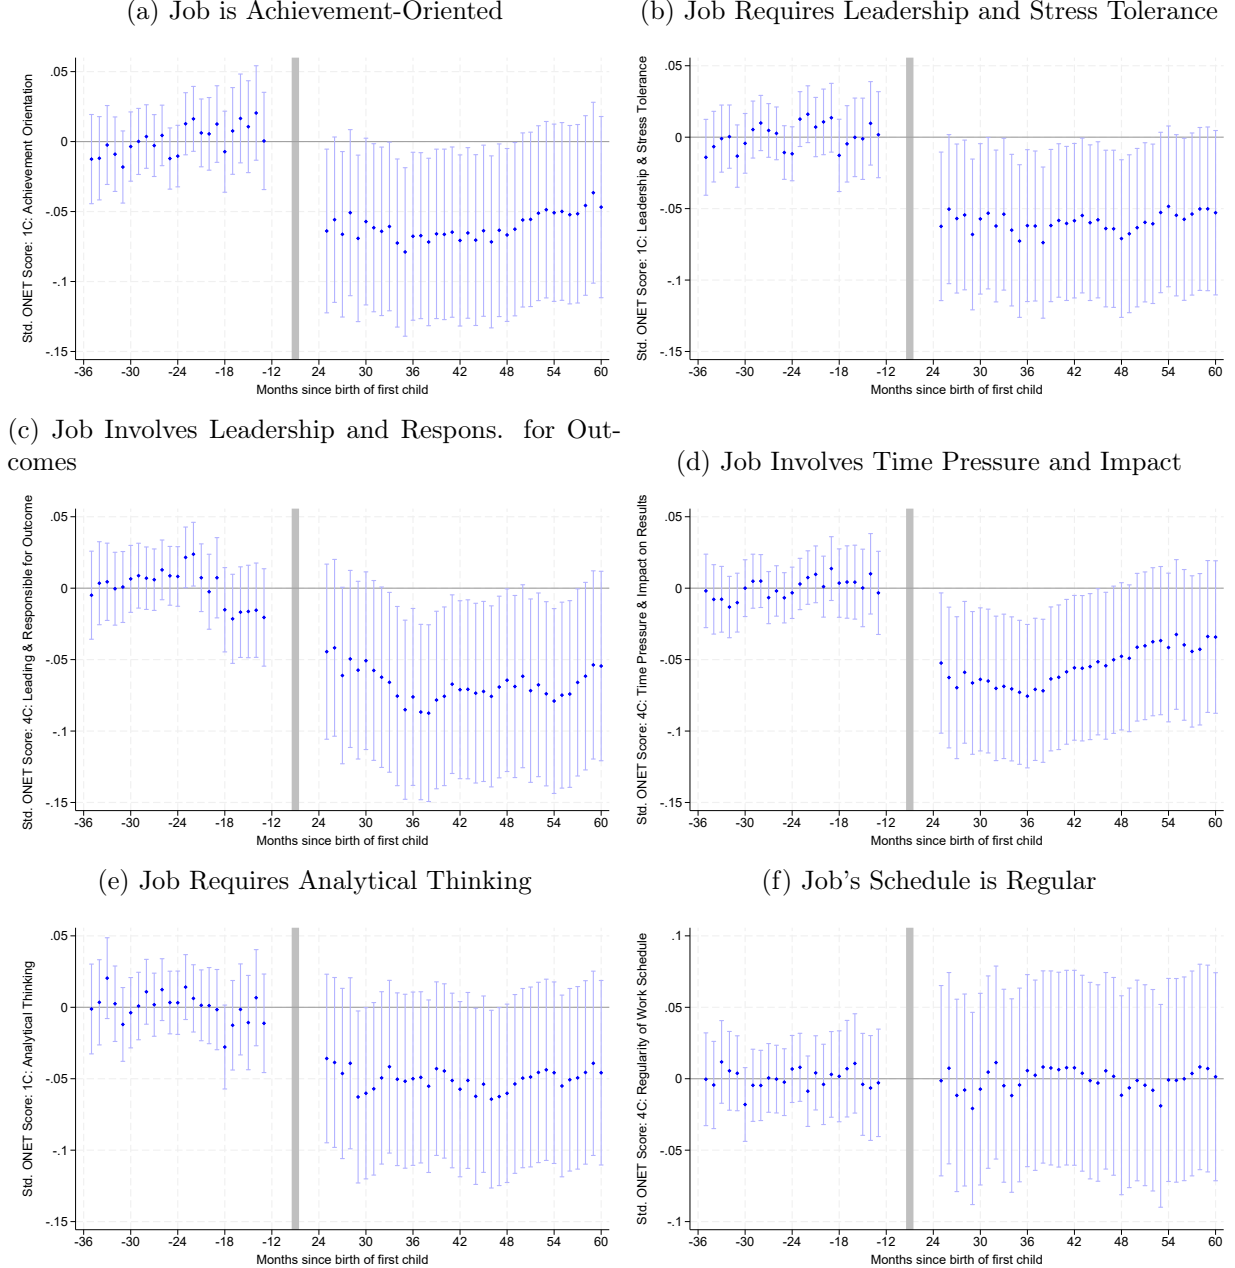 (a) Job is Achievement-Oriented
Std. ONET Score: 1C: Achievement Orientation
.05
0
-.05
-.1
-.15
-36 -30 -24 -18 -12 24 30 36 42 48 54 60
Months since birth of first child
(b) Job Requires Leadership and Stress Tolerance
Std. ONET Score: 1C: Leadership & Stress Tolerance
.05
0
-.05
-.1
-.15
-36 -30 -24 -18 -12 24 30 36 42 48 54 60
Months since birth of first child
(c) Job Involves Leadership and Respons. for Out-
comes
Std. ONET Score: 4C: Leading & Responsible for Outcome
.05
0
-.05
-.1
-.15
-36 -30 -24 -18 -12 24 30 36 42 48 54 60
Months since birth of first child
(d) Job Involves Time Pressure and Impact
Std. ONET Score: 4C: Time Pressure & Impact on Results
.05
0
-.05
-.1
-.15
-36 -30 -24 -18 -12 24 30 36 42 48 54 60
Months since birth of first child
(e) Job Requires Analytical Thinking
Std. ONET Score: 1C: Analytical Thinking
.05
0
-.05
-.1
-.15
-36 -30 -24 -18 -12 24 30 36 42 48 54 60
Months since birth of first child
(f) Job's Schedule is Regular
Std. ONET Score: 4C: Regularity of Work Schedule
.1
.05
0
-.05
-.1
-36 -30 -24 -18 -12 24 30 36 42 48 54 60
Months since birth of first child